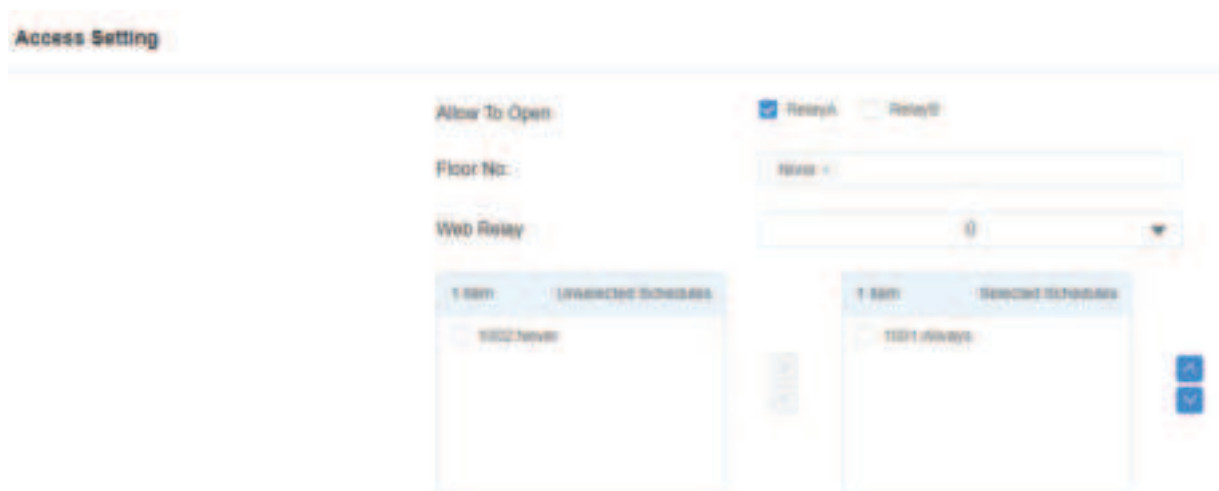 Access Setting
Allow To Open RelayA RelayB
Floor No. None ×
Web Relay 0
1 item Unselected Schedules 1 item Selected Schedules
1002:Never 1001:Always